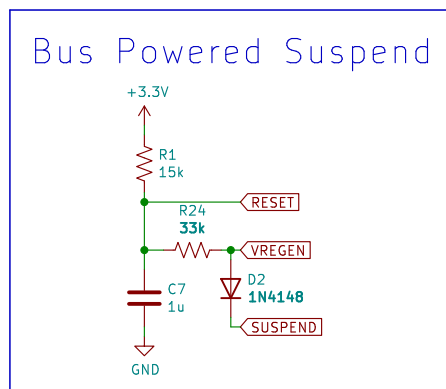 Bus Powered Suspend
+3.3V
R1
15k
RESET
R24
33k
VREGEN
D2
1N4148
C7
1u
SUSPEND
GND